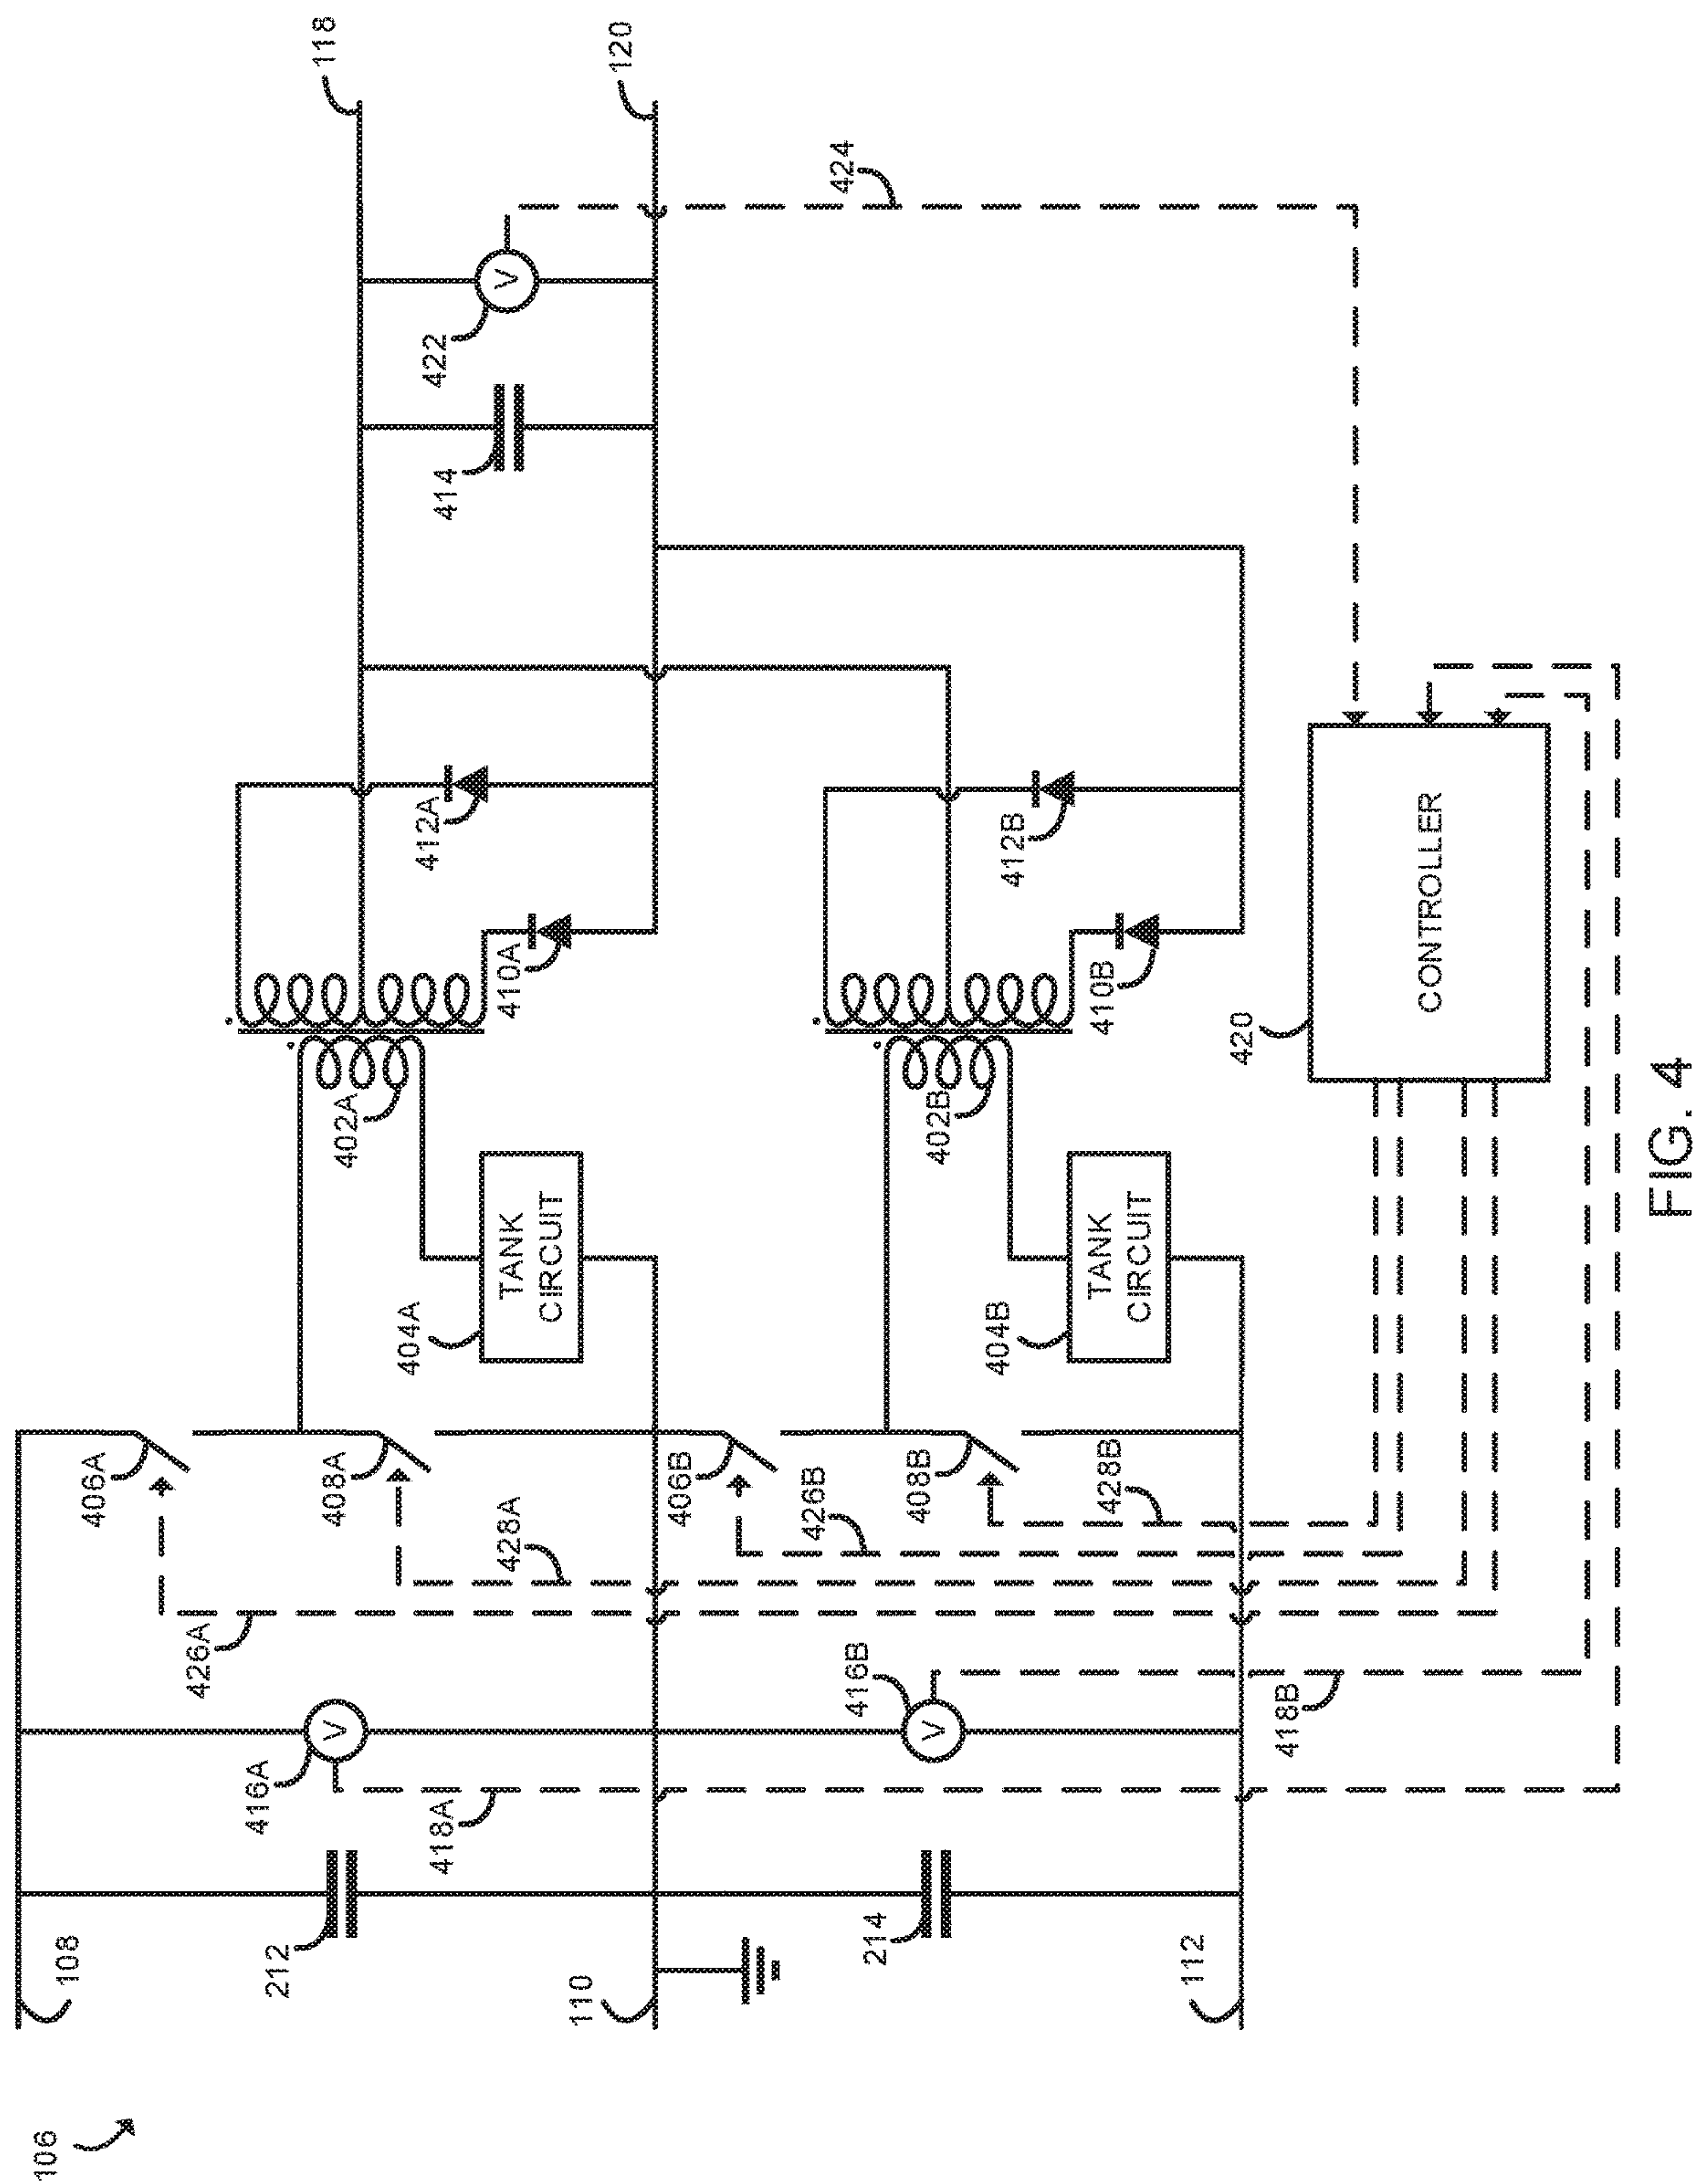 106
108
212
110
214
112
416A
418A
416B
418B
426A
428A
426B
428B
406A
408A
406B
408B
404A
TANK
CIRCUIT
404B
TANK
CIRCUIT
402A
402B
410A
412A
410B
412B
420
CONTROLLER
414
422
424
118
120
V
V
V
FIG. 4